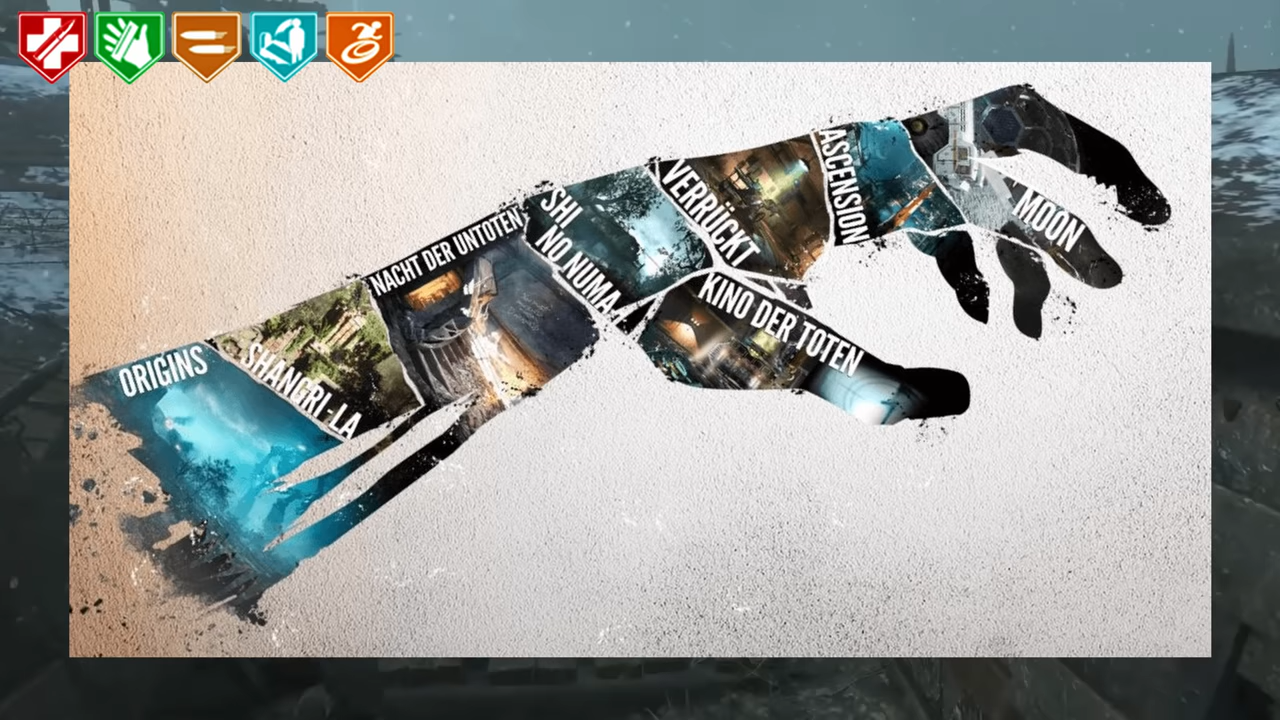 ORIGINS
SHANGRI-LA
NACHT DER UNTOTEN
SHI
NO NUMA
VERRÜCKT
KINO DER TOTEN
ASCENSION
MOON